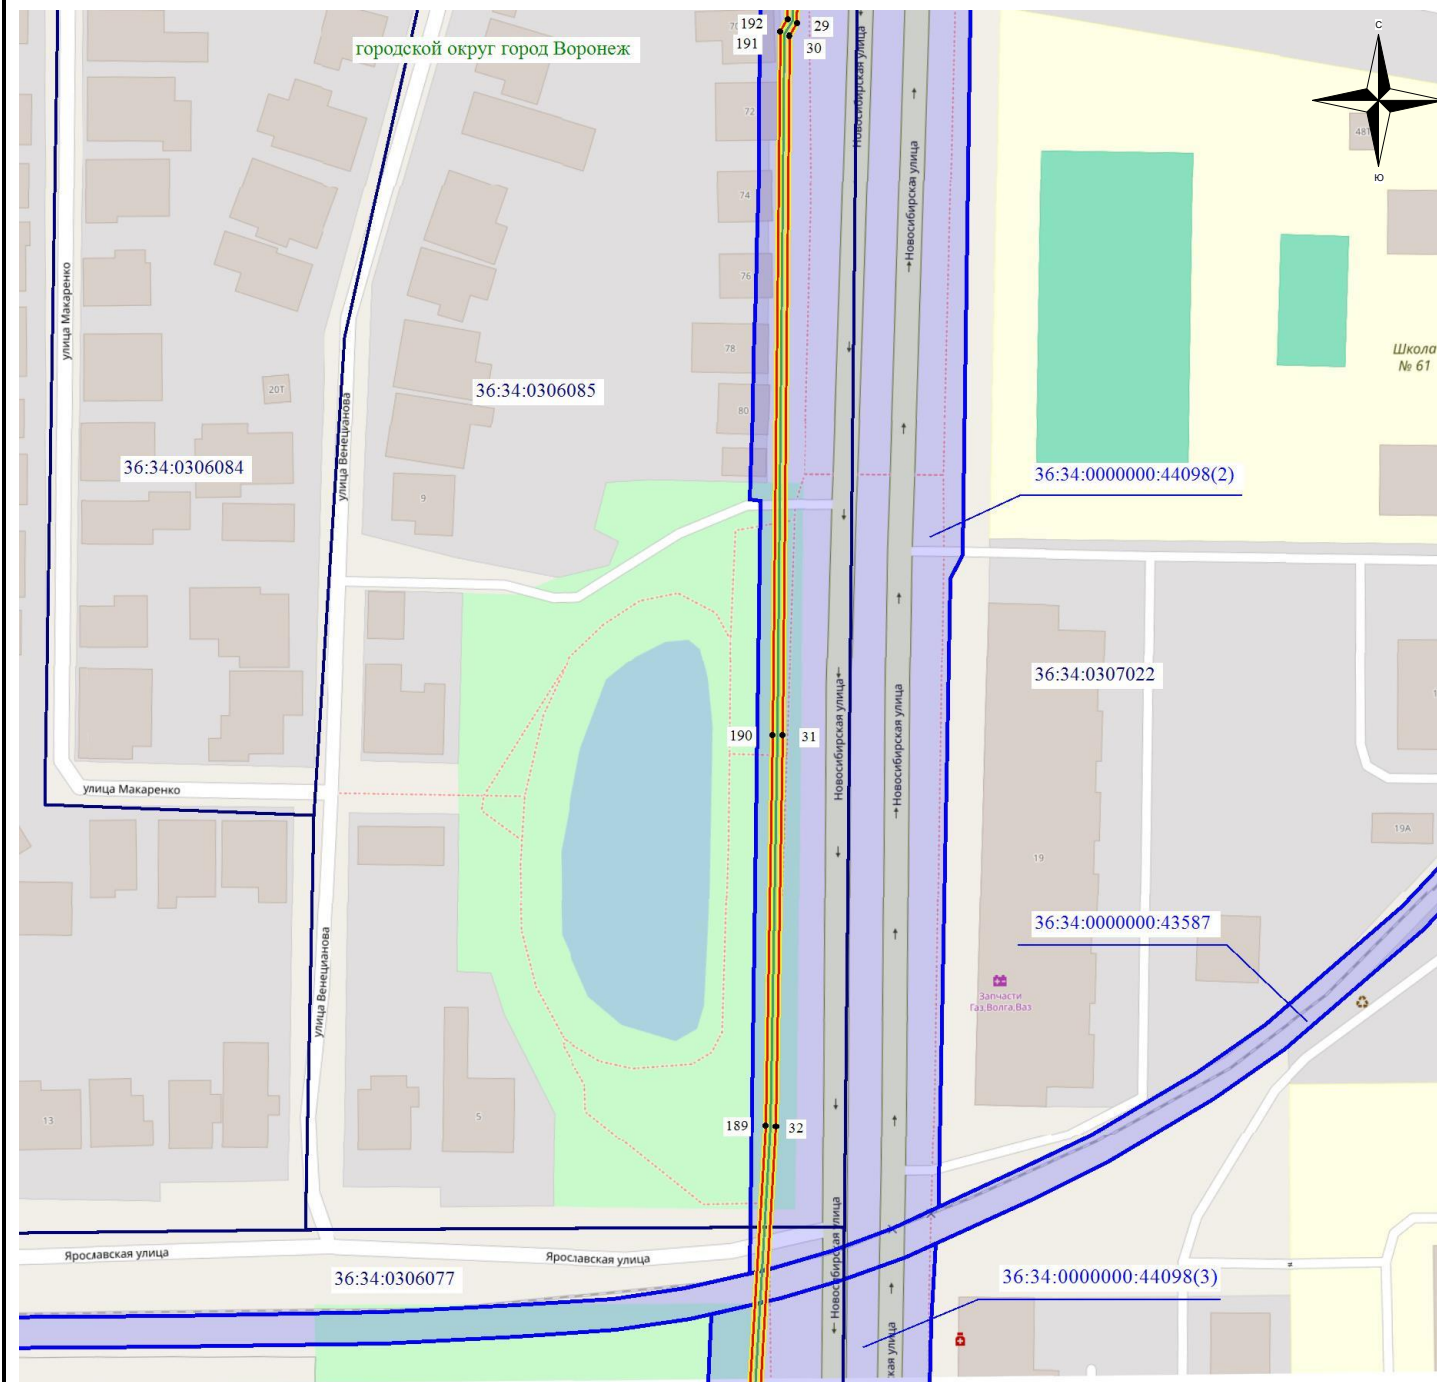 192
29
С
70
городской округ город Воронеж
191
30
Новосибирская улица
72
48Т
Ю
74
Новосибирская улица
76
улица Макаренко
78
Школа
№ 61
20Т
36:34:0306085
80
улица Венецианова
36:34:0306084
36:34:0000000:44098(2)
9
36:34:0307022
190
31
Новосибирская улица
Новосибирская улица
улица Макаренко
19А
19
36:34:0000000:43587
улица Венецианова
Запчасти
Газ,Волга,Ваз
13
5
189
32
Новосибирская улица
Ярославская улица
Ярославская улица
36:34:0306077
36:34:0000000:44098(3)
ская улица